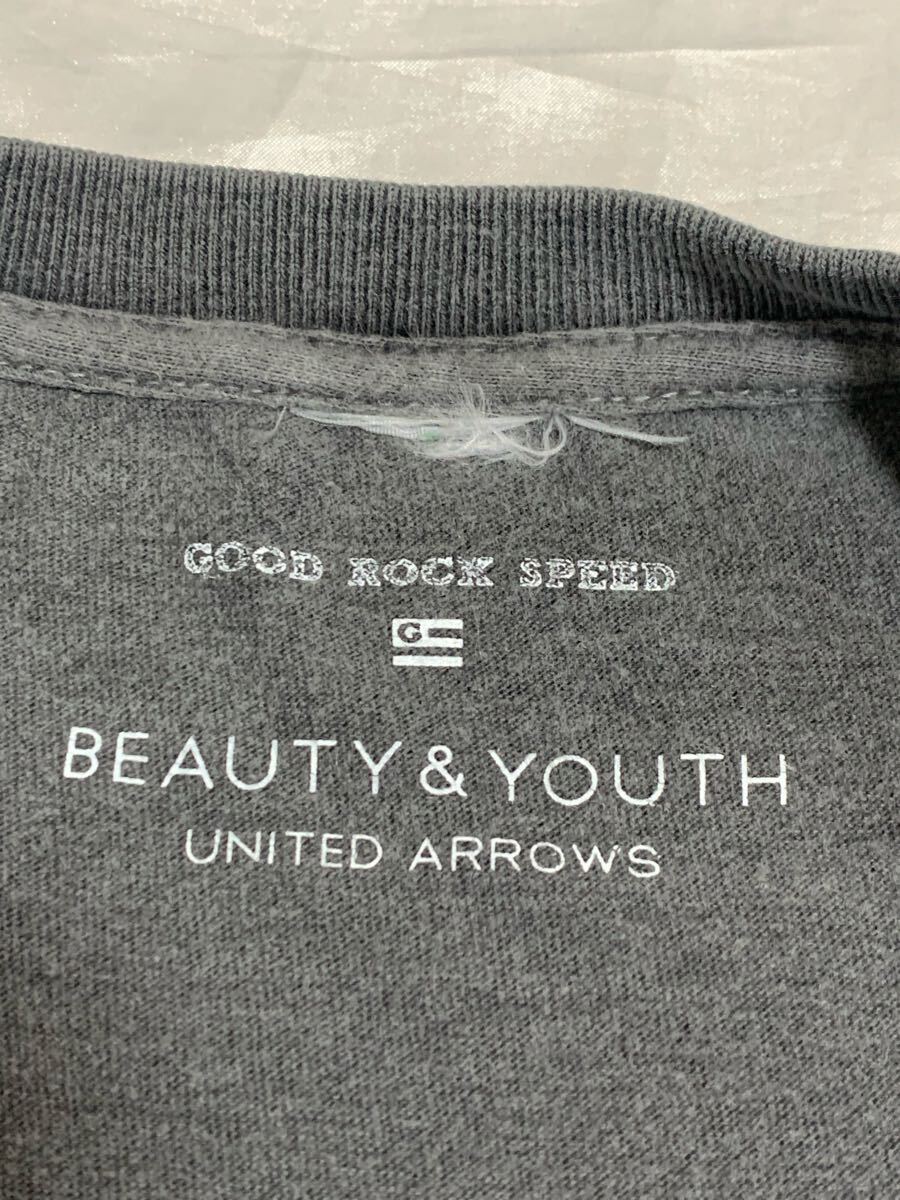 GOOD ROCK SPEED
G
BEAUTY & YOUTH
UNITED ARROWS